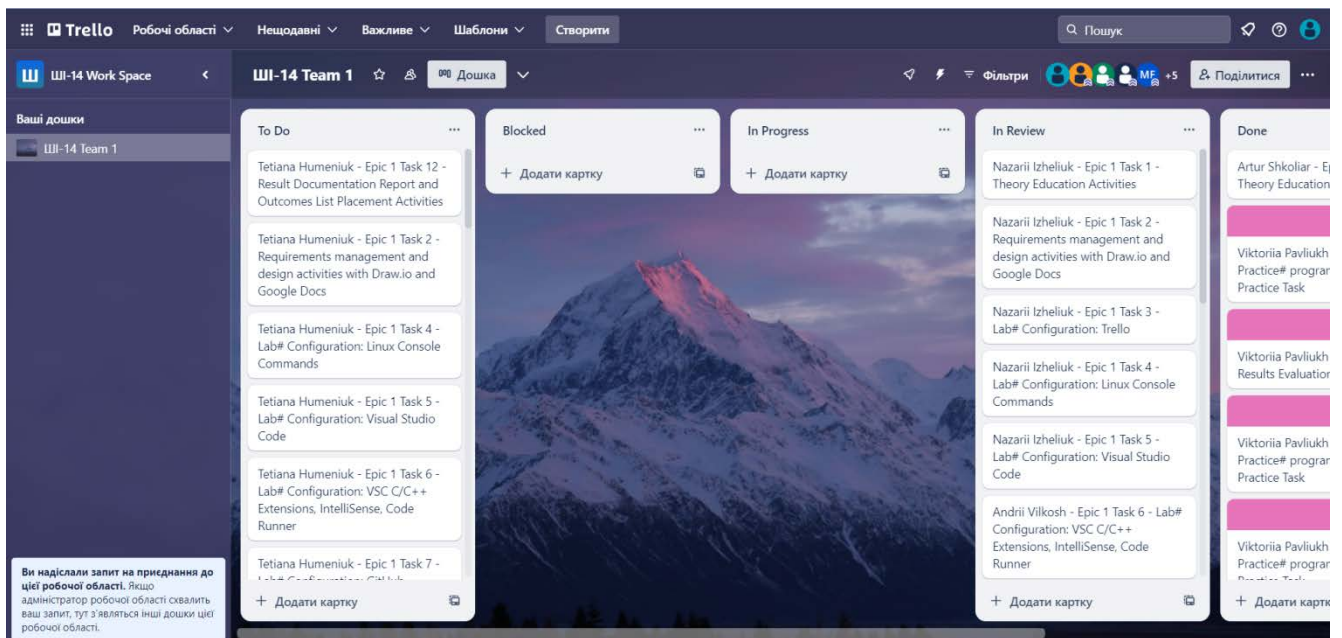 Trello Робочі області Нещодавні Важливе Шаблони Створити Пошук
Ш ШІ-14 Work Space
ШІ-14 Team 1 Дошка Фільтри MF +5 Поділитися
Ваші дошки
ШІ-14 Team 1
To Do
Tetiana Humeniuk - Epic 1 Task 12 -
Result Documentation Report and
Outcomes List Placement Activities
Tetiana Humeniuk - Epic 1 Task 2 -
Requirements management and
design activities with Draw.io and
Google Docs
Tetiana Humeniuk - Epic 1 Task 4 -
Lab# Configuration: Linux Console
Commands
Tetiana Humeniuk - Epic 1 Task 5 -
Lab# Configuration: Visual Studio
Code
Tetiana Humeniuk - Epic 1 Task 6 -
Lab# Configuration: VSC C/C++
Extensions, IntelliSense, Code
Runner
Tetiana Humeniuk - Epic 1 Task 7 -
Lab# Configuration: GitHub
+ Додати картку
Blocked
+ Додати картку
In Progress
+ Додати картку
In Review
Nazarii Izheliuk - Epic 1 Task 1 -
Theory Education Activities
Nazarii Izheliuk - Epic 1 Task 2 -
Requirements management and
design activities with Draw.io and
Google Docs
Nazarii Izheliuk - Epic 1 Task 3 -
Lab# Configuration: Trello
Nazarii Izheliuk - Epic 1 Task 4 -
Lab# Configuration: Linux Console
Commands
Nazarii Izheliuk - Epic 1 Task 5 -
Lab# Configuration: Visual Studio
Code
Andrii Vilkosh - Epic 1 Task 6 - Lab#
Configuration: VSC C/C++
Extensions, IntelliSense, Code
Runner
+ Додати картку
Done
Artur Shkoliar - Ep
Theory Education
Viktoriia Pavliukh
Practice# program
Practice Task
Viktoriia Pavliukh
Results Evaluation
Viktoriia Pavliukh
Practice# program
Practice Task
Viktoriia Pavliukh
Practice# program
Practice Task
+ Додати картк
Ви надіслали запит на приєднання до
цієї робочої області. Якщо
адміністратор робочої області схвалить
ваш запит, тут з'являться інші дошки цієї
робочої області.